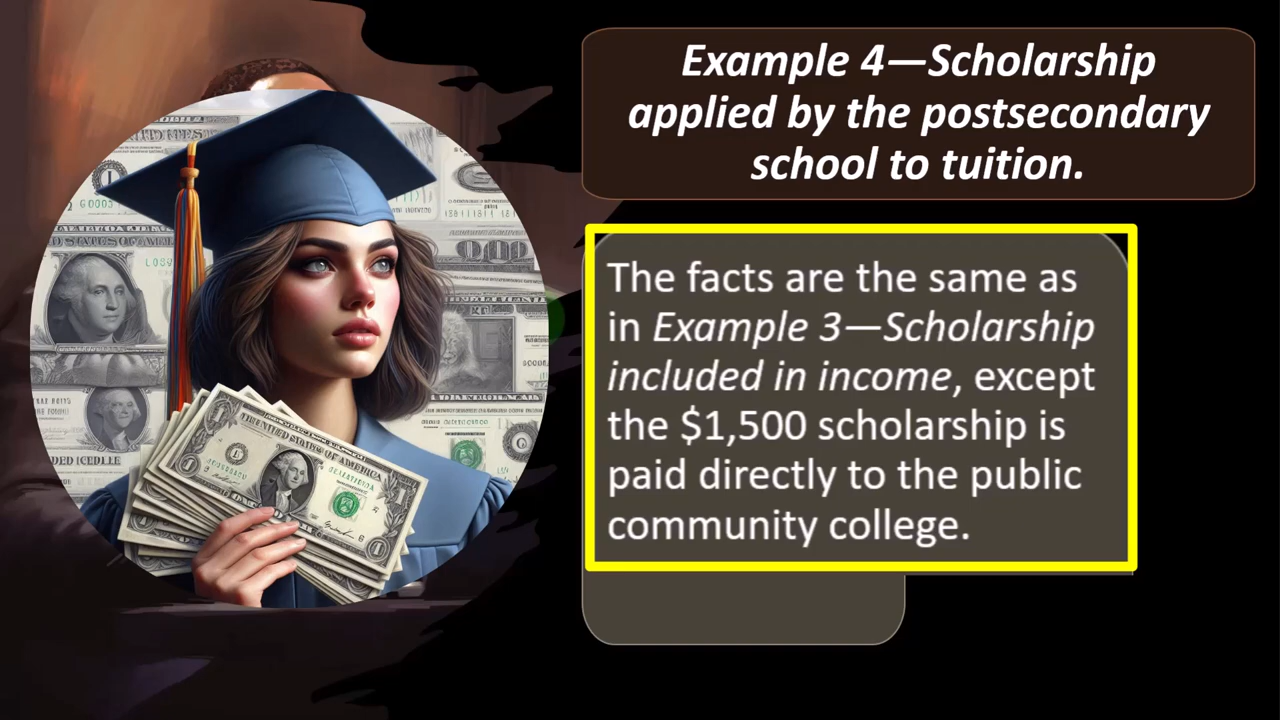 Example 4—Scholarship
applied by the postsecondary
school to tuition.
The facts are the same as
in Example 3—Scholarship
included in income, except
the $1,500 scholarship is
paid directly to the public
community college.